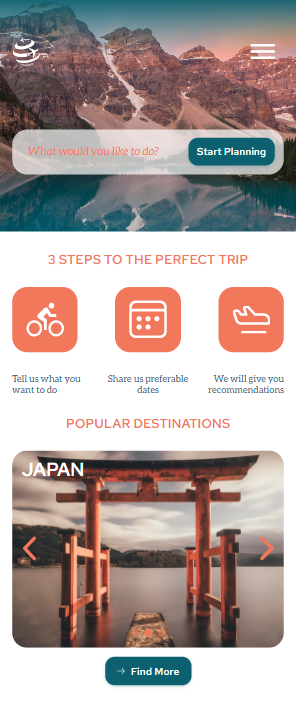 What would you like to do?
Start Planning
3 STEPS TO THE PERFECT TRIP
Tell us what you
want to do
Share us preferable
dates
We will give you
recommendations
POPULAR DESTINATIONS
JAPAN
Find More